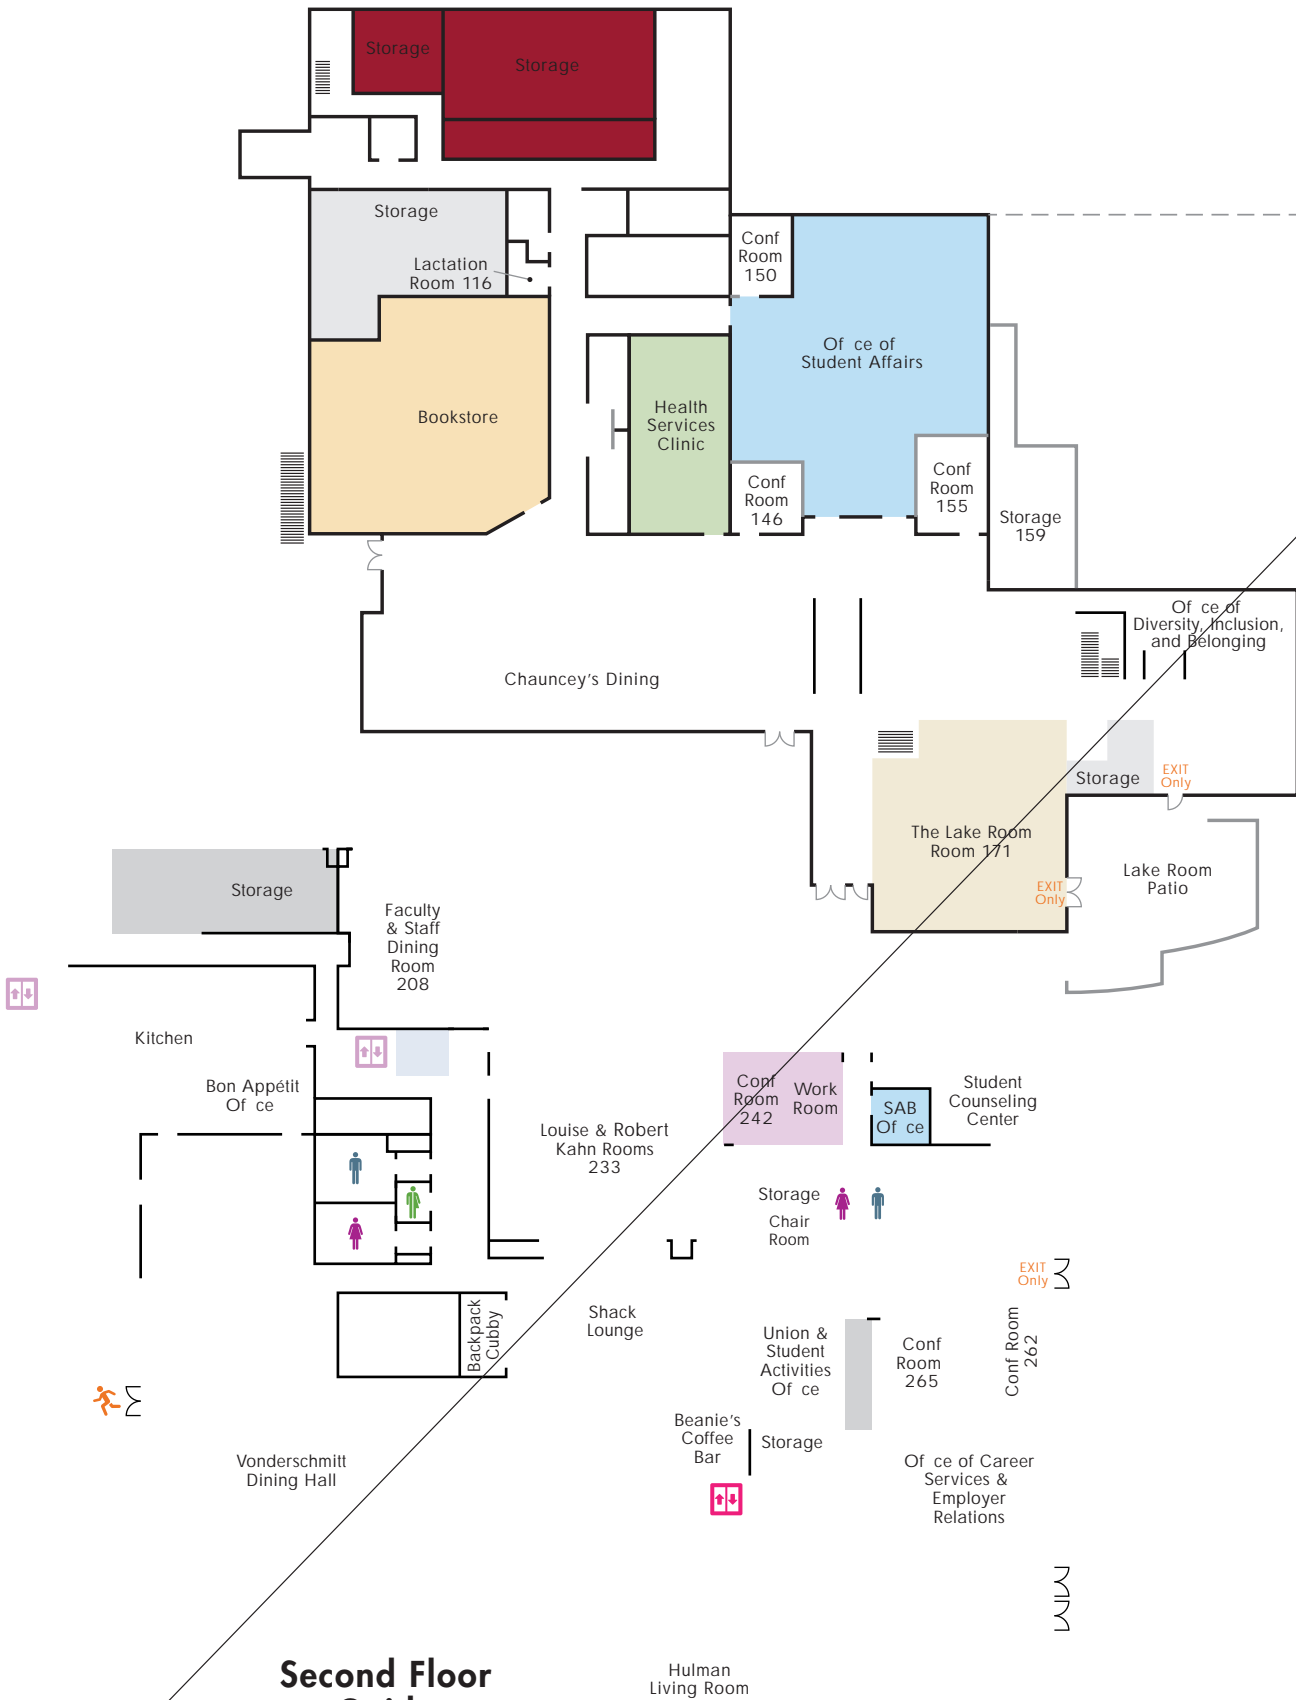 Storage
Storage
Storage
Lactation
Room 116
Conf
Room
150
Of ce of
Student Affairs
Bookstore
Health
Services
Clinic
Conf
Room
146
Conf
Room
155
Storage
159
Of ce of
Diversity, Inclusion,
and Belonging
Chauncey's Dining
Storage
EXIT
Only
The Lake Room
Room 171
EXIT
Only
Lake Room
Patio
Storage
Faculty
& Staff
Dining
Room
208
Kitchen
Bon Appétit
Of ce
Louise & Robert
Kahn Rooms
233
Conf
Room
242
Work
Room
SAB
Of ce
Student
Counseling
Center
Storage
Chair
Room
EXIT
Only
Backpack
Cubby
Shack
Lounge
Union &
Student
Activities
Of ce
Conf
Room
265
Conf Room
262
Beanie's
Coffee
Bar
Storage
Vonderschmitt
Dining Hall
Of ce of Career
Services &
Employer
Relations
Second Floor
Hulman
Living Room